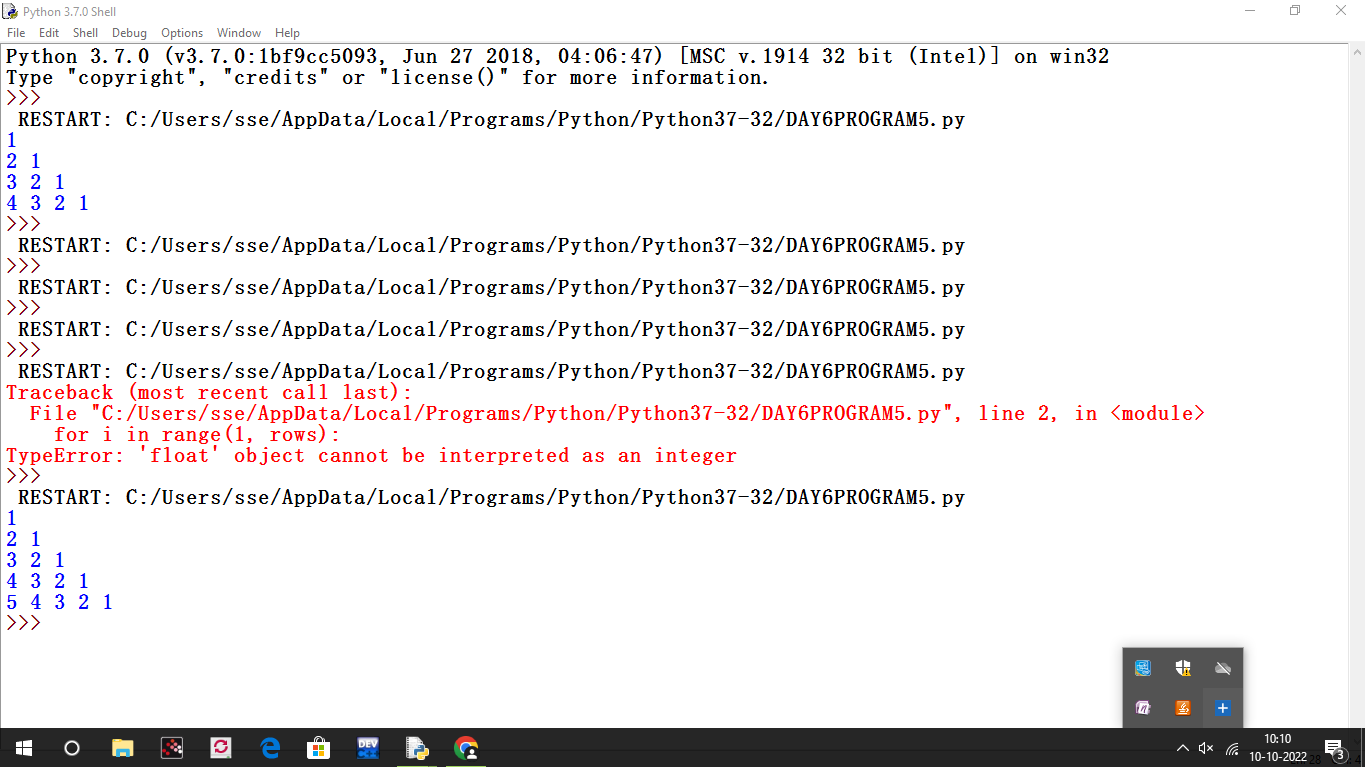 Python 3.7.0 Shell
File Edit Shell Debug Options Window Help
Python 3.7.0 (v3.7.0:1bf9cc5093, Jun 27 2018, 04:06:47) [MSC v.1914 32 bit (Intel)] on win32
Type "copyright", "credits" or "license()" for more information.
>>>
 RESTART: C:/Users/sse/AppData/Local/Programs/Python/Python37-32/DAY6PROGRAM5.py
1
2 1
3 2 1
4 3 2 1
>>>
 RESTART: C:/Users/sse/AppData/Local/Programs/Python/Python37-32/DAY6PROGRAM5.py
>>>
 RESTART: C:/Users/sse/AppData/Local/Programs/Python/Python37-32/DAY6PROGRAM5.py
>>>
 RESTART: C:/Users/sse/AppData/Local/Programs/Python/Python37-32/DAY6PROGRAM5.py
>>>
 RESTART: C:/Users/sse/AppData/Local/Programs/Python/Python37-32/DAY6PROGRAM5.py
Traceback (most recent call last):
  File "C:/Users/sse/AppData/Local/Programs/Python/Python37-32/DAY6PROGRAM5.py", line 2, in <module>
    for i in range(1, rows):
TypeError: 'float' object cannot be interpreted as an integer
>>>
 RESTART: C:/Users/sse/AppData/Local/Programs/Python/Python37-32/DAY6PROGRAM5.py
1
2 1
3 2 1
4 3 2 1
5 4 3 2 1
>>>
DEV
10:10
10-10-2022
3